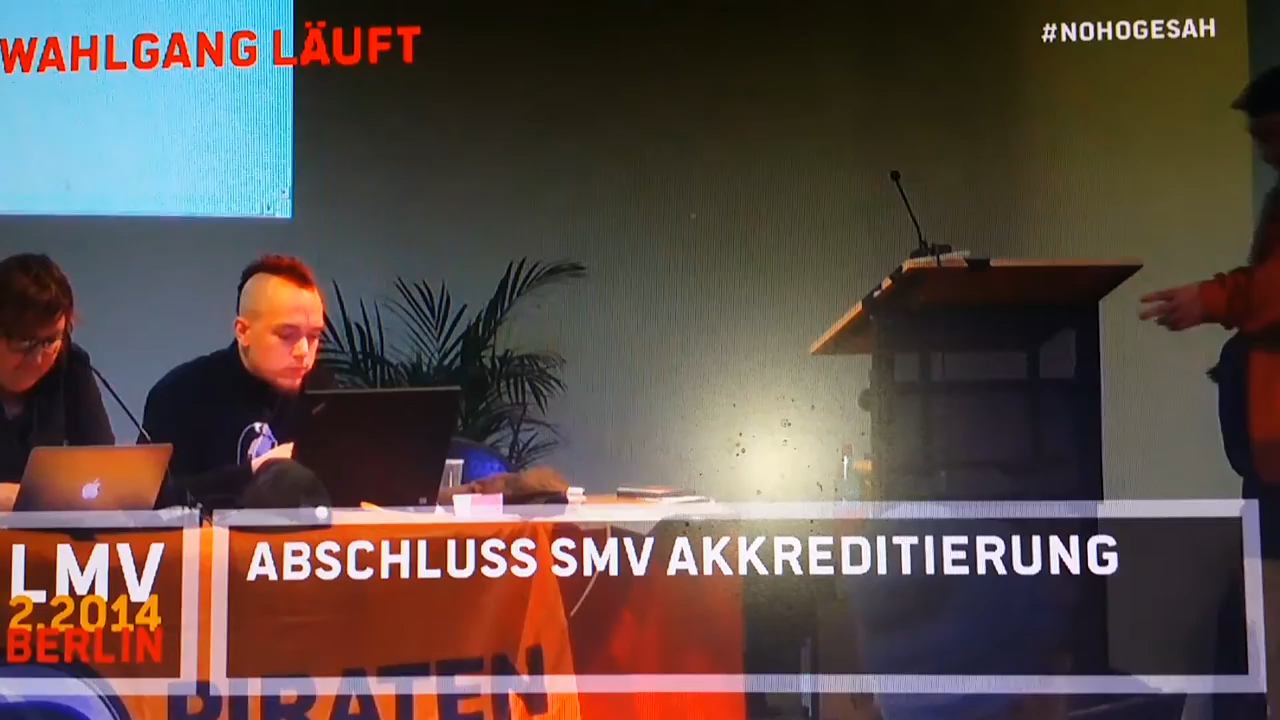 WAHLGANG LÄUFT
#NOHOGESAH
LMV
2.2014
BERLIN
ABSCHLUSS SMV AKKREDITIERUNG
PIRATEN